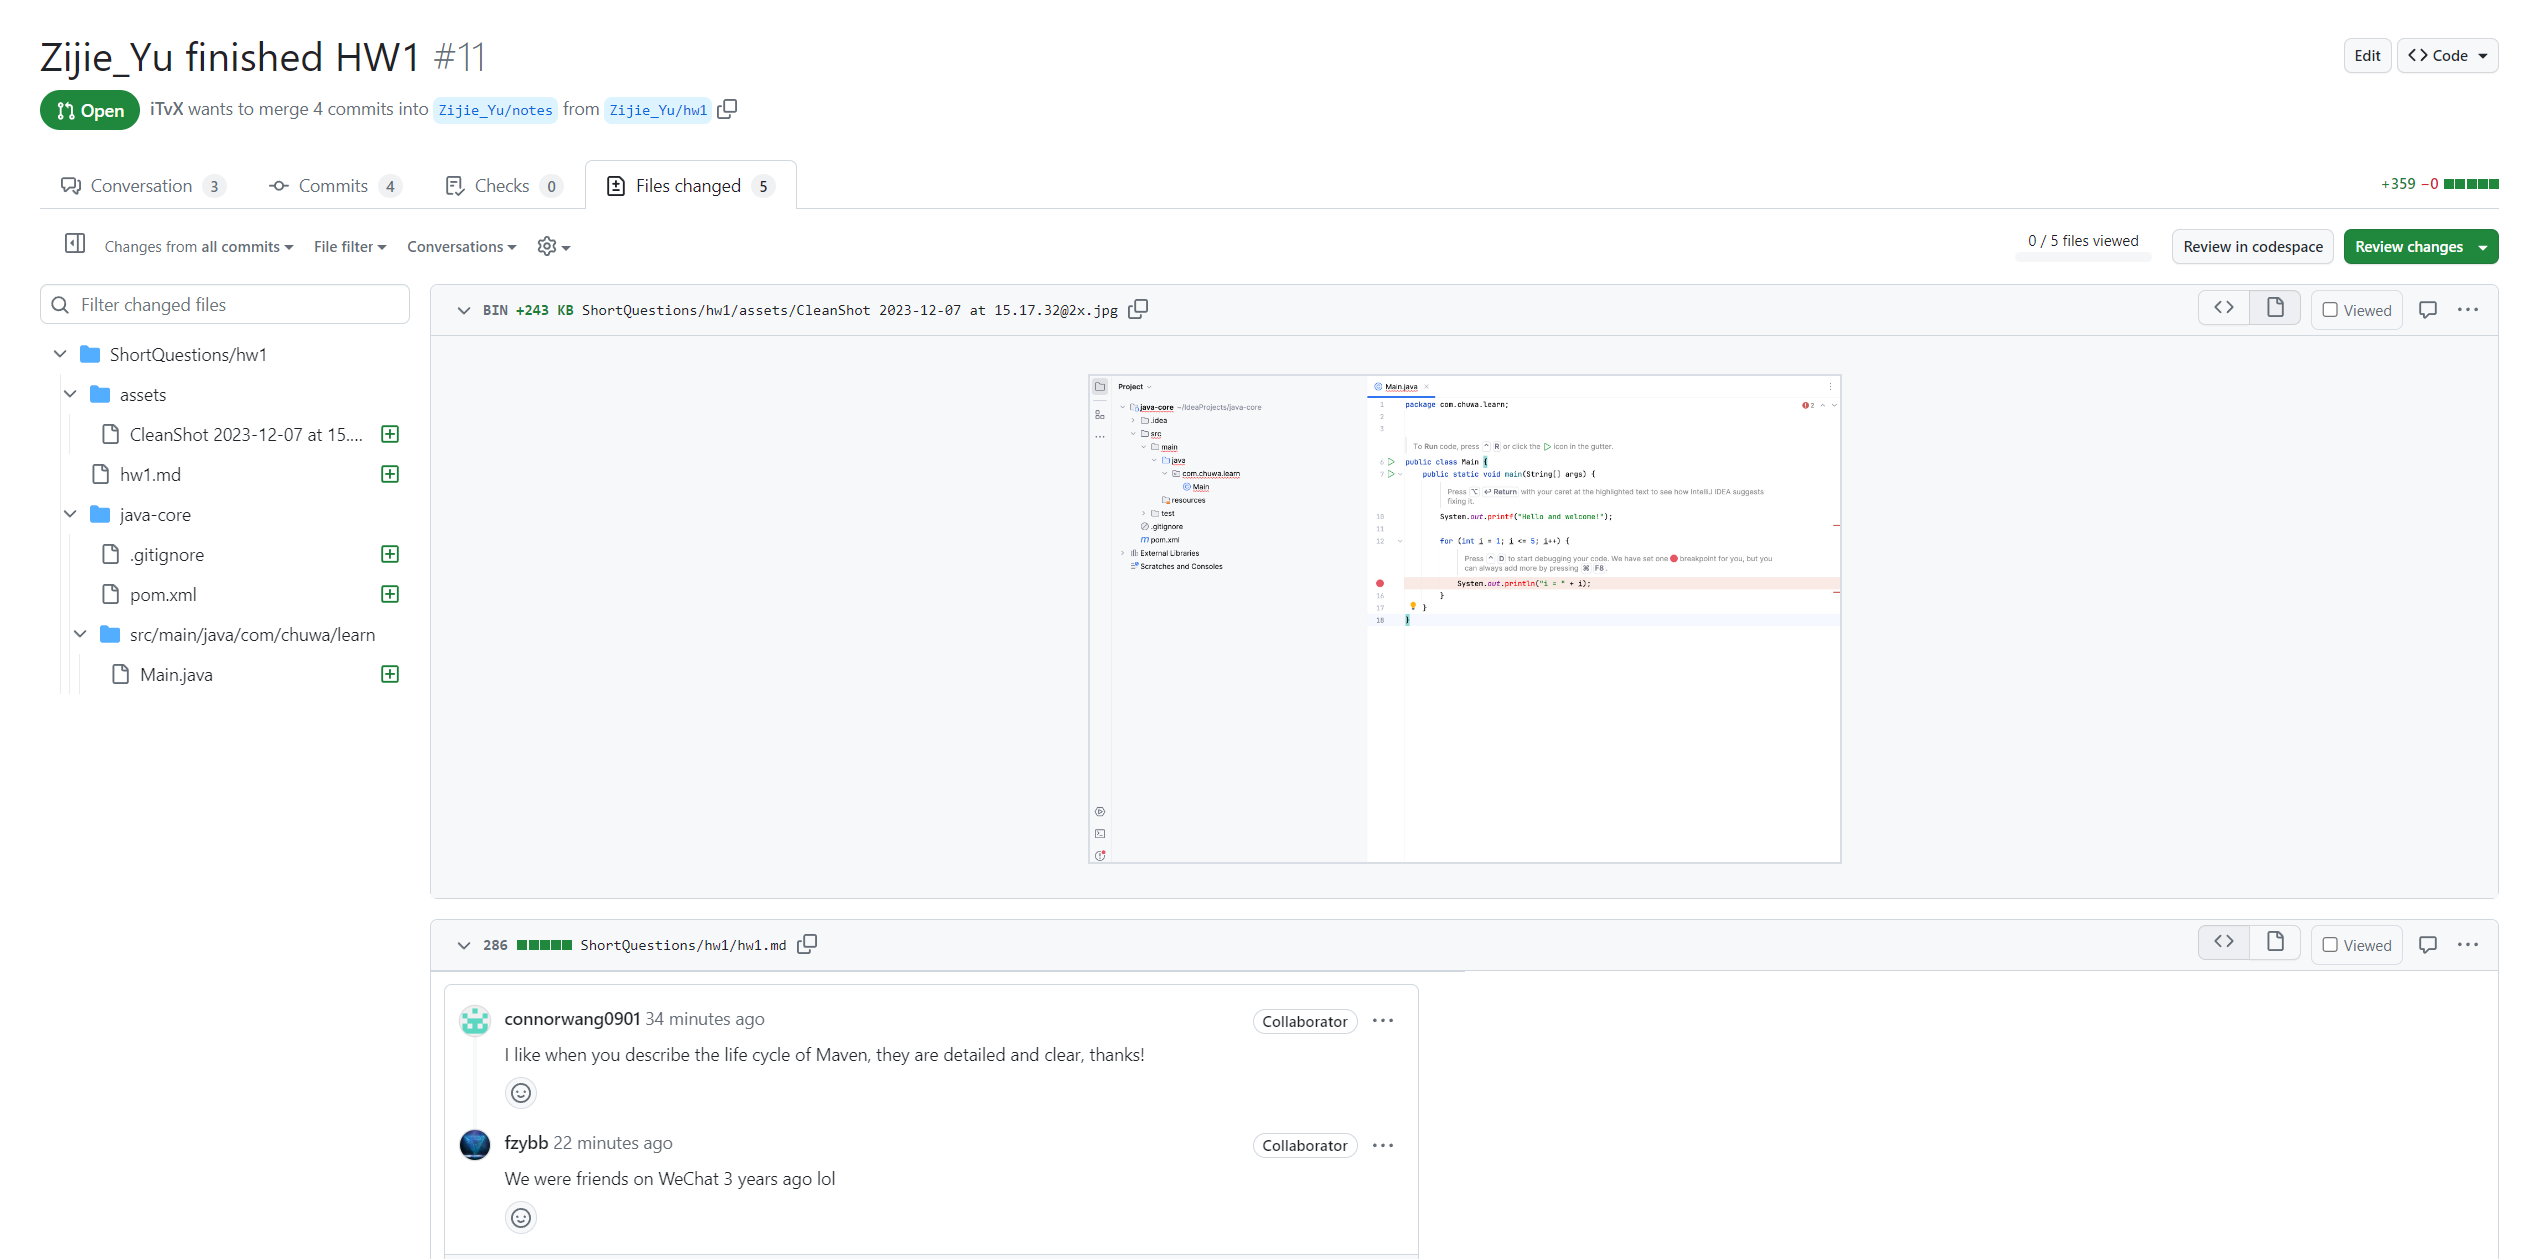 Zijie_Yu finished HW1 #11
Edit
Code
Open
iTvX wants to merge 4 commits into Zijie_Yu/notes from Zijie_Yu/hw1
Conversation 3
Commits 4
Checks 0
Files changed 5
+359 −0
Changes from all commits
File filter
Conversations
0 / 5 files viewed
Review in codespace
Review changes
Filter changed files
ShortQuestions/hw1
assets
CleanShot 2023-12-07 at 15....
hw1.md
java-core
.gitignore
pom.xml
src/main/java/com/chuwa/learn
Main.java
BIN +243 KB ShortQuestions/hw1/assets/CleanShot 2023-12-07 at 15.17.32@2x.jpg
Viewed
Project
java-core ~/IdeaProjects/java-core
.idea
src
main
java
com.chuwa.learn
Main
resources
test
.gitignore
pom.xml
External Libraries
Scratches and Consoles
Main.java
1 package com.chuwa.learn;
2
2
3
To Run code, press ^ R or click the icon in the gutter.
6 public class Main {
7 public static void main(String[] args) {
Press ⌥ ↩ Return with your caret at the highlighted text to see how IntelliJ IDEA suggests
fixing it.
10 System.out.printf("Hello and welcome!");
11
12 for (int i = 1; i <= 5; i++) {
Press ^ D to start debugging your code. We have set one breakpoint for you, but you
can always add more by pressing ⌘ F8.
System.out.println("i = " + i);
16 }
17 }
18 }
286 ShortQuestions/hw1/hw1.md
Viewed
connorwang0901 34 minutes ago
Collaborator
I like when you describe the life cycle of Maven, they are detailed and clear, thanks!
fzybb 22 minutes ago
Collaborator
We were friends on WeChat 3 years ago lol